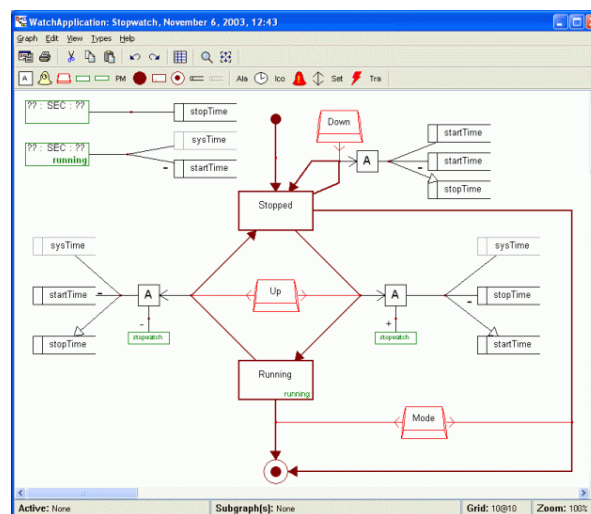 WatchApplication: Stopwatch, November 6, 2003, 12:43
Graph Edit View Types Help
A PM Ala Ico Set Tra
?? : SEC : ??
stopTime
?? : SEC : ??
running
sysTime
startTime
-
Down
A
startTime
startTime
stopTime
-
Stopped
sysTime
startTime
stopTime
-
A
-
stopwatch
Up
A
+
stopwatch
sysTime
startTime
startTime
-
Running
running
Mode
Active: None
Subgraph(s): None
Grid: 10@10
Zoom: 100%